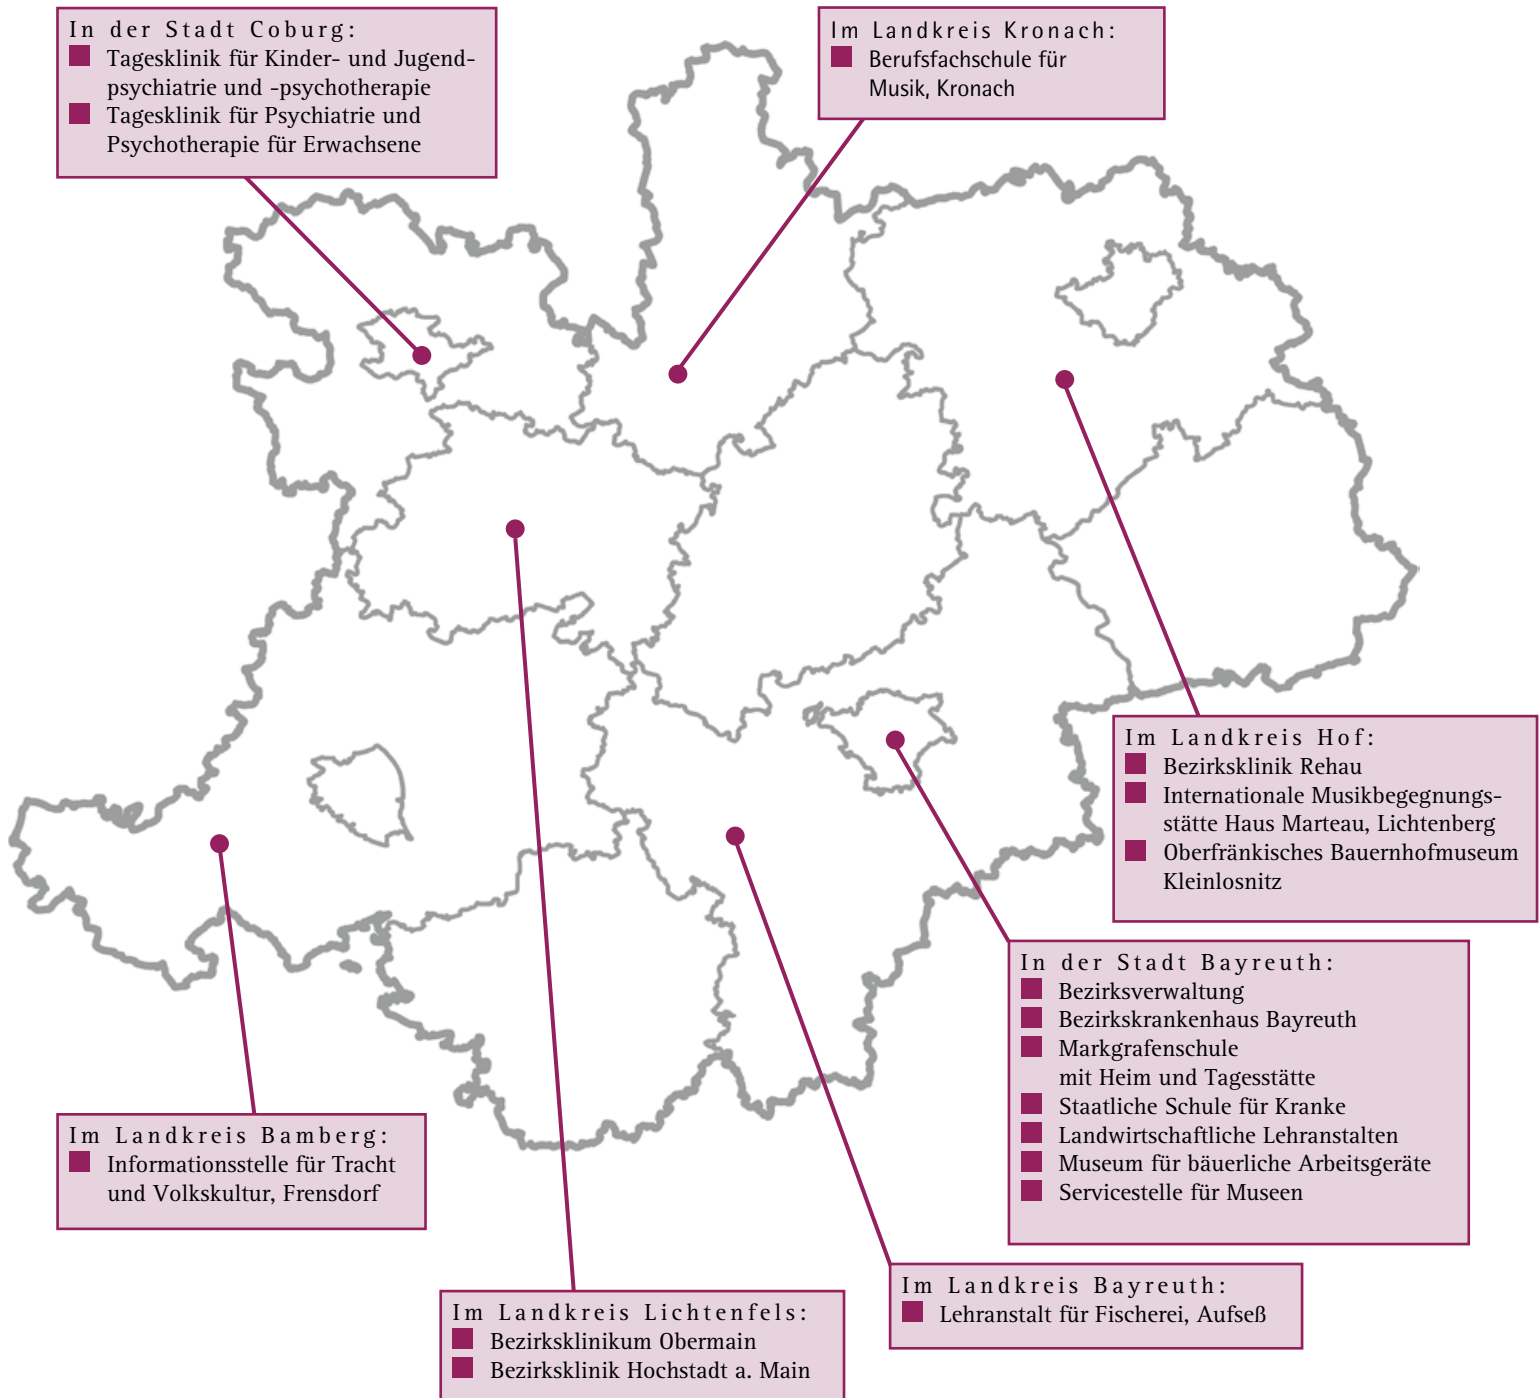 In der Stadt Coburg:
Tagesklinik für Kinder- und Jugend-
psychiatrie und -psychotherapie
Tagesklinik für Psychiatrie und
Psychotherapie für Erwachsene
Im Landkreis Kronach:
Berufsfachschule für
Musik, Kronach
Im Landkreis Hof:
Bezirksklinik Rehau
Internationale Musikbegegnungs-
stätte Haus Marteau, Lichtenberg
Oberfränkisches Bauernhofmuseum
Kleinlosnitz
In der Stadt Bayreuth:
Bezirksverwaltung
Bezirkskrankenhaus Bayreuth
Markgrafenschule
mit Heim und Tagesstätte
Staatliche Schule für Kranke
Landwirtschaftliche Lehranstalten
Museum für bäuerliche Arbeitsgeräte
Servicestelle für Museen
Im Landkreis Bamberg:
Informationsstelle für Tracht
und Volkskultur, Frensdorf
Im Landkreis Bayreuth:
Lehranstalt für Fischerei, Aufseß
Im Landkreis Lichtenfels:
Bezirksklinikum Obermain
Bezirksklinik Hochstadt a. Main